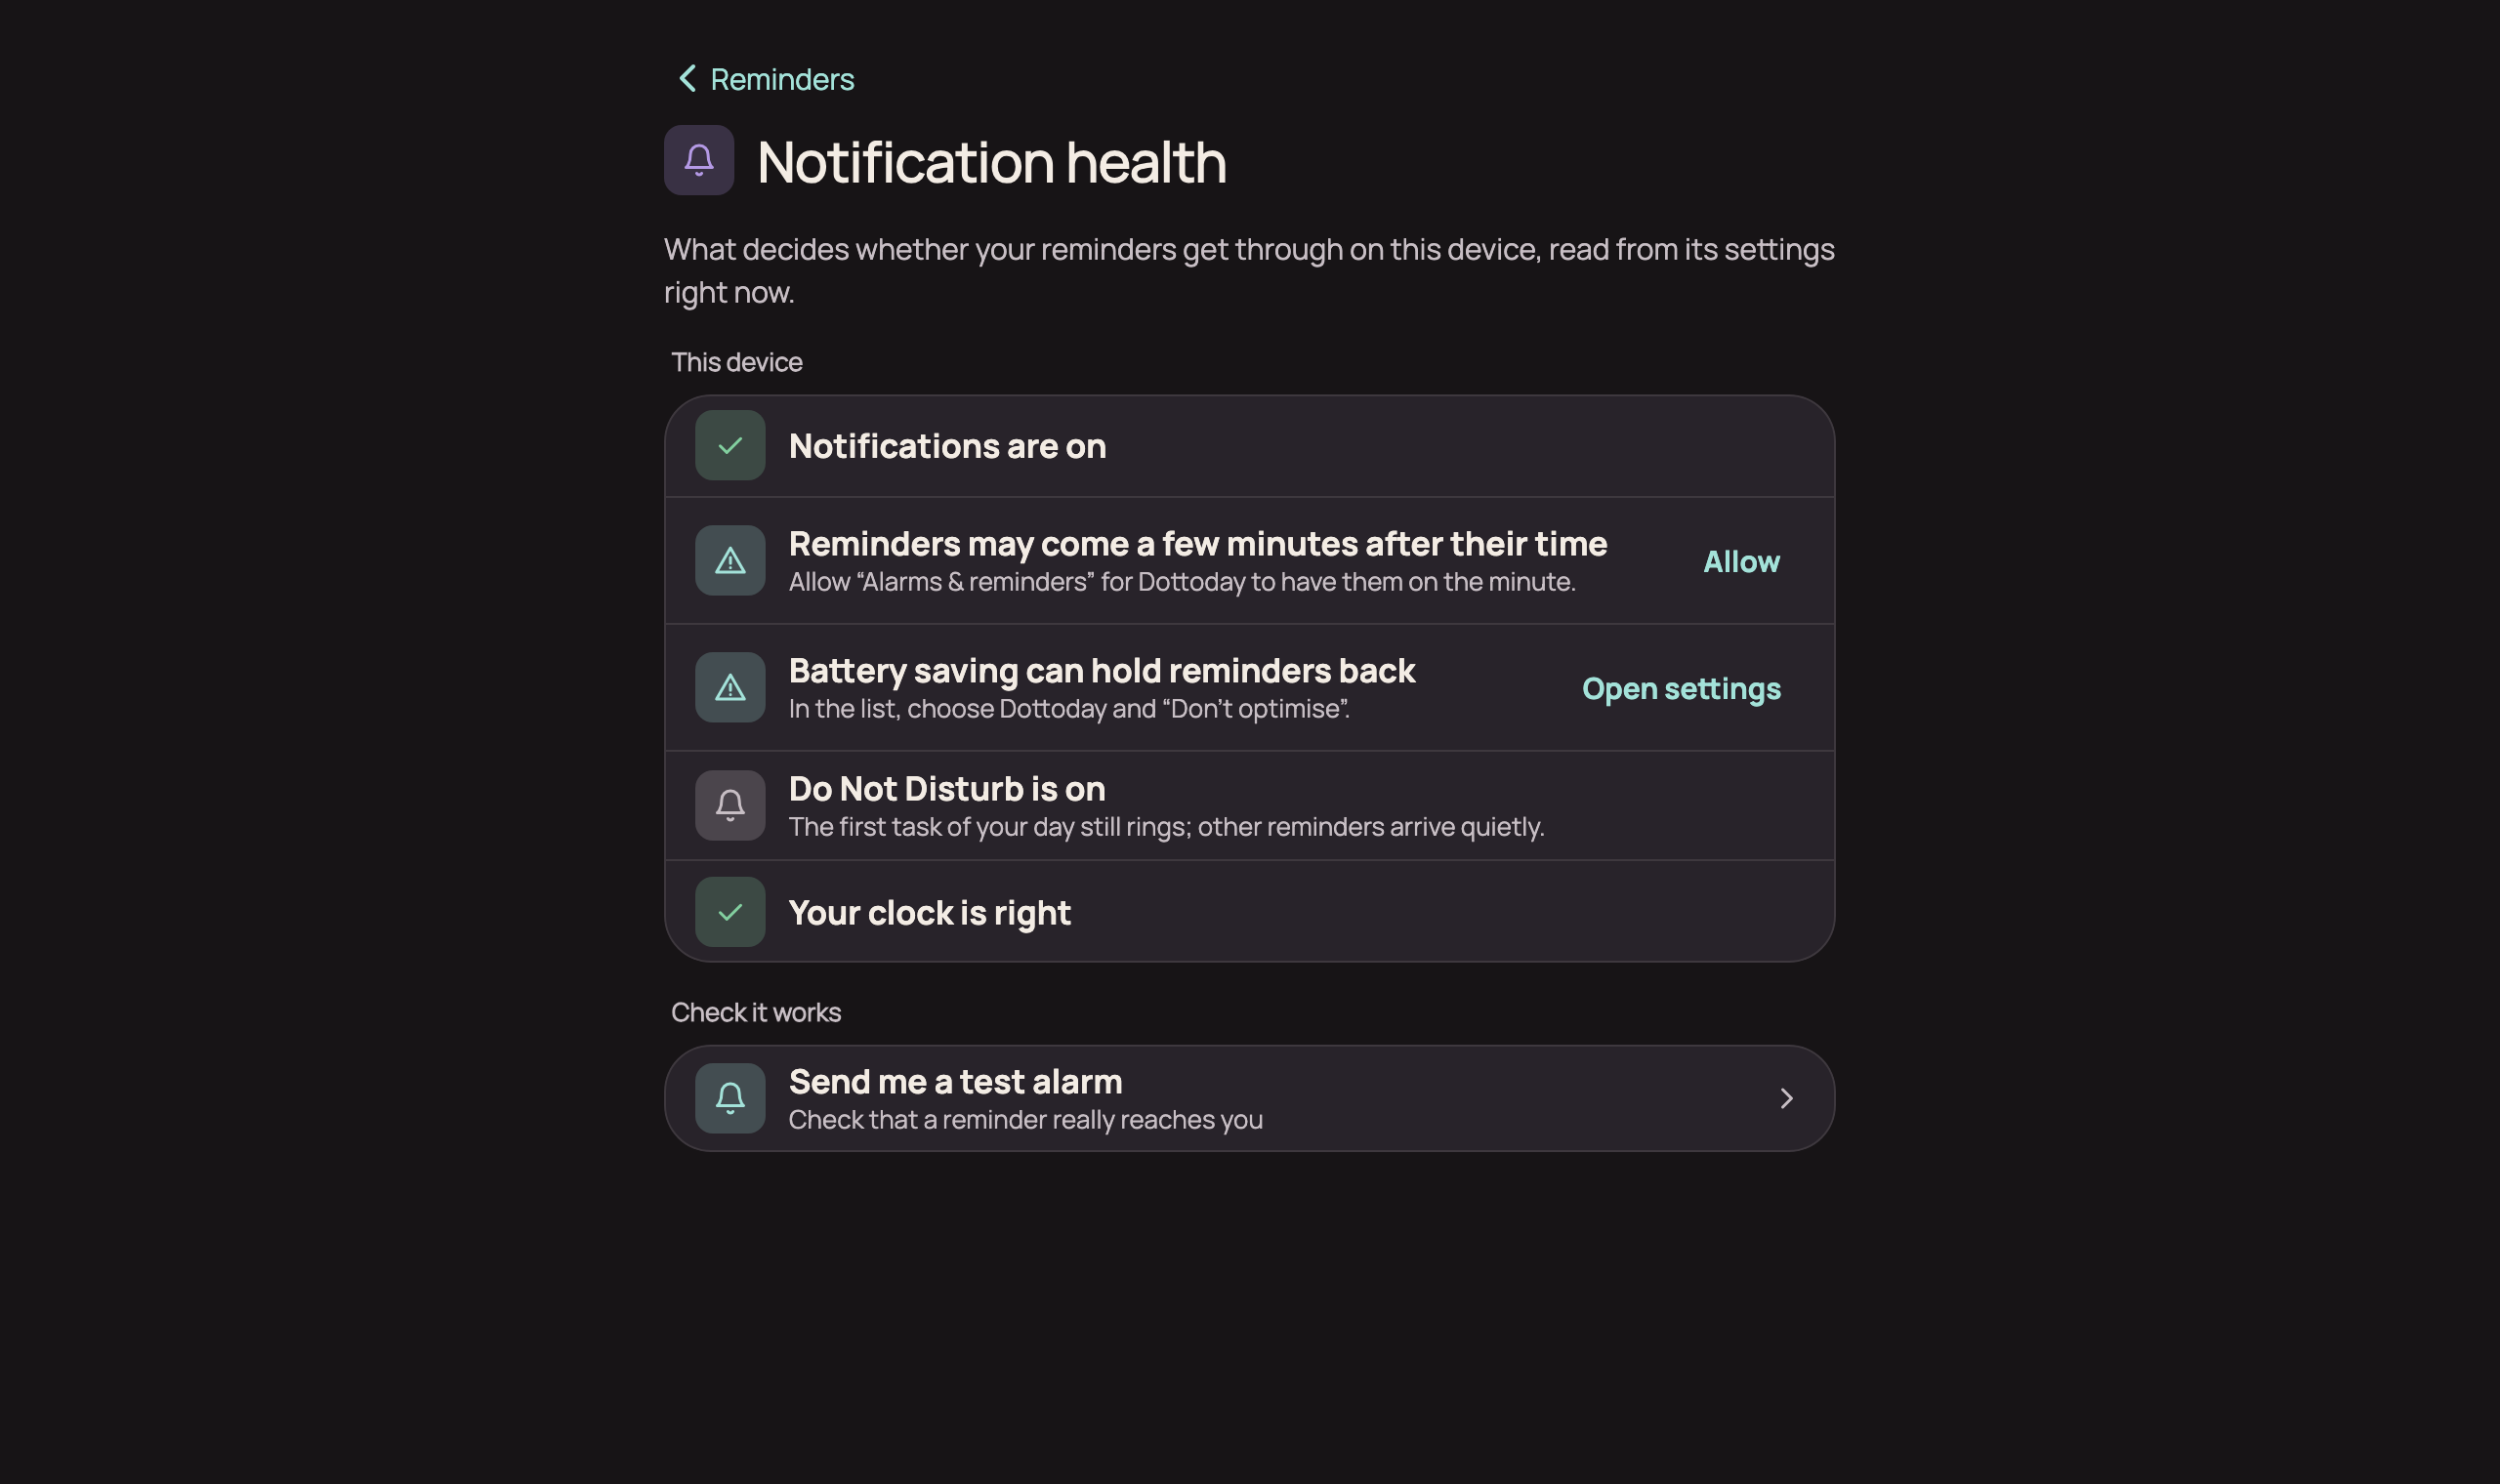 Reminders
Notification health
What decides whether your reminders get through on this device, read from its settings
right now.
This device
Notifications are on
Reminders may come a few minutes after their time
Allow “Alarms & reminders” for Dottoday to have them on the minute.
Allow
Battery saving can hold reminders back
In the list, choose Dottoday and “Don’t optimise”.
Open settings
Do Not Disturb is on
The first task of your day still rings; other reminders arrive quietly.
Your clock is right
Check it works
Send me a test alarm
Check that a reminder really reaches you